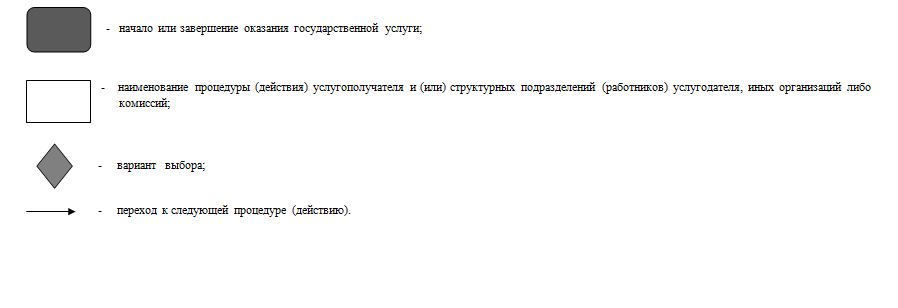 - начало или завершение оказания государственной услуги;
- наименование процедуры (действия) услугополучателя и (или) структурных подразделений (работников) услугодателя, иных организаций либо
комиссий;
- вариант выбора;
- переход к следующей процедуре (действию).